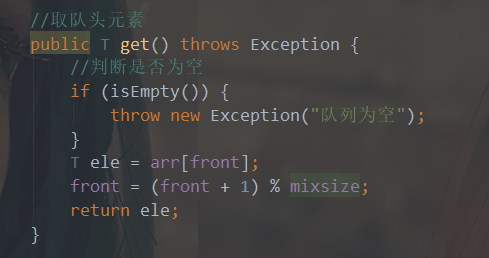 //取队头元素
public T get() throws Exception {
//判断是否为空
if (isEmpty()) {
throw new Exception("队列为空");
}
T ele = arr[front];
front = (front + 1) % mixsize;
return ele;
}